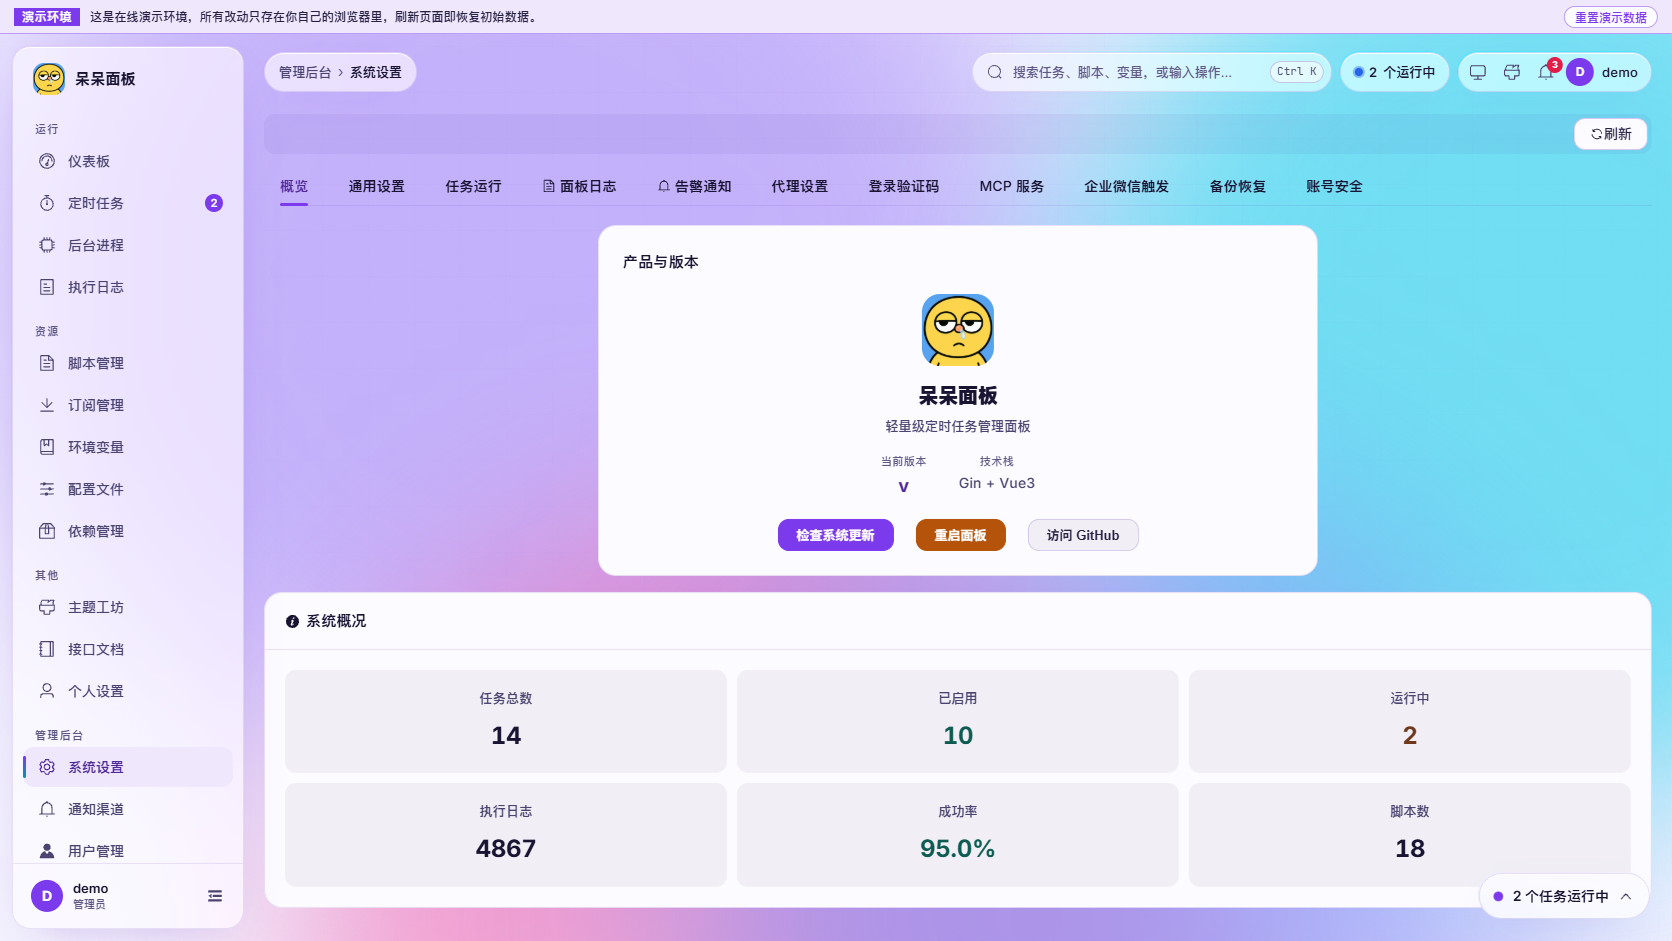 演示环境 这是在线演示环境，所有改动只存在你自己的浏览器里，刷新页面即恢复初始数据。 重置演示数据
呆呆面板
运行
仪表板
定时任务 2
后台进程
执行日志
资源
脚本管理
订阅管理
环境变量
配置文件
依赖管理
其他
主题工坊
接口文档
个人设置
管理后台
系统设置
通知渠道
用户管理
D demo
管理员
管理后台 › 系统设置
搜索任务、脚本、变量，或输入操作... Ctrl K
2 个运行中
3
D demo
刷新
概览 通用设置 任务运行 面板日志 告警通知 代理设置 登录验证码 MCP 服务 企业微信触发 备份恢复 账号安全
产品与版本
呆呆面板
轻量级定时任务管理面板
当前版本 技术栈
v Gin + Vue3
检查系统更新 重启面板 访问 GitHub
系统概况
任务总数 已启用 运行中
14 10 2
执行日志 成功率 脚本数
4867 95.0% 18
2 个任务运行中